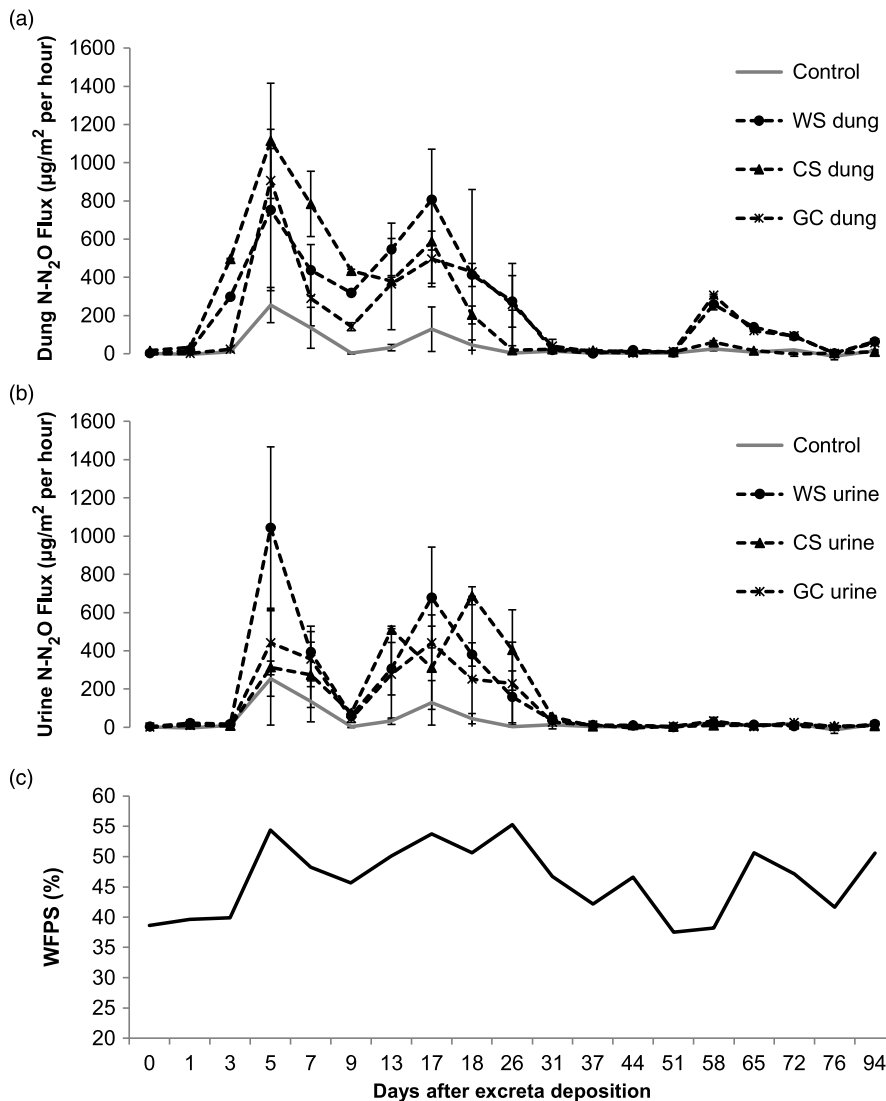 (a)
Dung N-N₂O Flux (µg/m² per hour)
1600
1400
1200
1000
800
600
400
200
0
Control
WS dung
CS dung
GC dung
(b)
Urine N-N₂O Flux (µg/m² per hour)
1600
1400
1200
1000
800
600
400
200
0
Control
WS urine
CS urine
GC urine
(c)
WFPS (%)
60
55
50
45
40
35
30
25
20
0 1 3 5 7 9 13 17 18 26 31 37 44 51 58 65 72 76 94
Days after excreta deposition